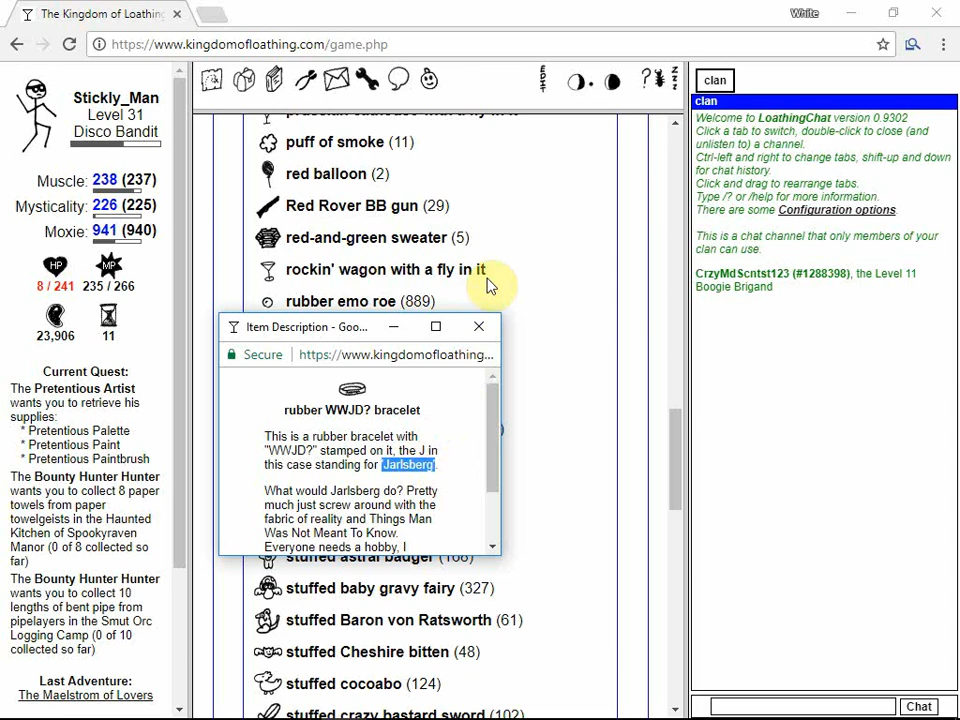 The Kingdom of Loathing
White
https://www.kingdomofloathing.com/game.php
Stickly_Man
Level 31
Disco Bandit
Muscle: 238 (237)
Mysticality: 226 (225)
Moxie: 941 (940)
HP
MP
8 / 241
235 / 266
23,906
11
Current Quest:
The Pretentious Artist
wants you to retrieve his
supplies:
* Pretentious Palette
* Pretentious Paint
* Pretentious Paintbrush
The Bounty Hunter Hunter
wants you to collect 8 paper
towels from paper
towelgeists in the Haunted
Kitchen of Spookyraven
Manor (0 of 8 collected so
far)
The Bounty Hunter Hunter
wants you to collect 10
lengths of bent pipe from
pipelayers in the Smut Orc
Logging Camp (0 of 10
collected so far)
Last Adventure:
The Maelstrom of Lovers
puff of smoke (11)
red balloon (2)
Red Rover BB gun (29)
red-and-green sweater (5)
rockin' wagon with a fly in it
rubber emo roe (889)
Item Description - Goo...
Secure
https://www.kingdomofloathing...
rubber WWJD? bracelet
This is a rubber bracelet with
"WWJD?" stamped on it, the J in
this case standing for 'Jarlsberg'.
What would Jarlsberg do? Pretty
much just screw around with the
fabric of reality and Things Man
Was Not Meant To Know.
Everyone needs a hobby, I
stuffed astral badger (168)
stuffed baby gravy fairy (327)
stuffed Baron von Ratsworth (61)
stuffed Cheshire bitten (48)
stuffed cocoabo (124)
stuffed crazy bastard sword (102)
clan
clan
Welcome to LoathingChat version 0.9302
Click a tab to switch, double-click to close (and
unlisten to) a channel.
Ctrl-left and right to change tabs, shift-up and down
for chat history.
Click and drag to rearrange tabs.
Type /? or /help for more information.
There are some Configuration options.
This is a chat channel that only members of your
clan can use.
CrzyMdScntst123 (#1288398), the Level 11
Boogie Brigand
Chat